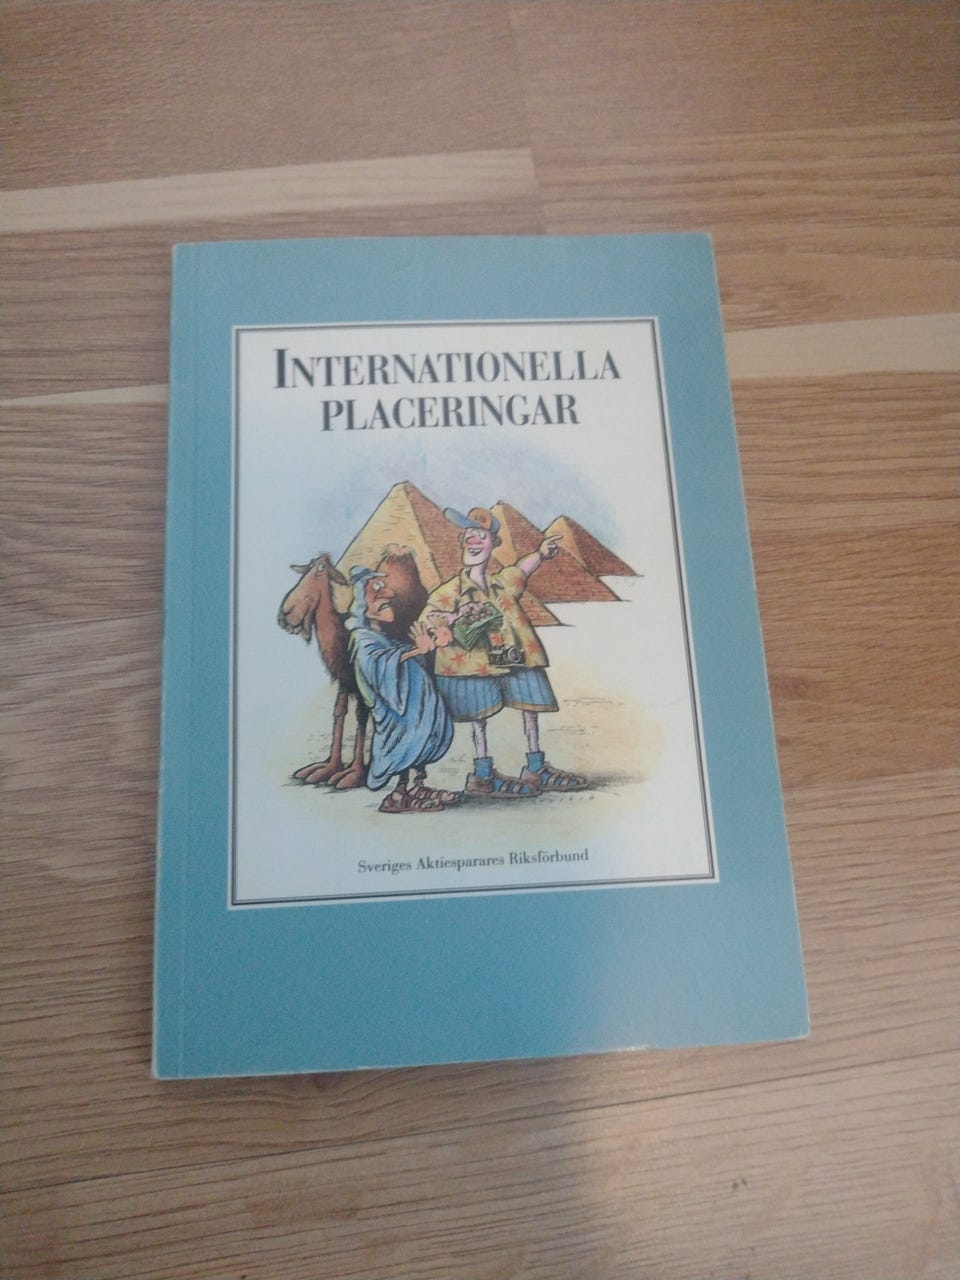 INTERNATIONELLA
PLACERINGAR
Sveriges Aktiesparares Riksförbund